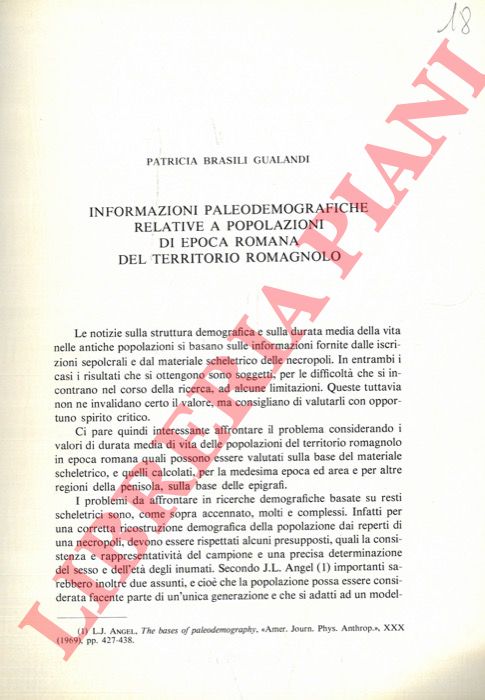 18
PATRICIA BRASILI GUALANDI
INFORMAZIONI PALEODEMOGRAFICHE
RELATIVE A POPOLAZIONI
DI EPOCA ROMANA
DEL TERRITORIO ROMAGNOLO
Le notizie sulla struttura demografica e sulla durata media della vita
nelle antiche popolazioni si basano sulle informazioni fornite dalle iscri-
zioni sepolcrali e dal materiale scheletrico delle necropoli. In entrambi i
casi i risultati che si ottengono sono soggetti, per le difficoltà che si in-
contrano nel corso della ricerca, ad alcune limitazioni. Queste tuttavia
non ne invalidano certo il valore, ma consigliano di valutarli con oppor-
tuno spirito critico.
Ci pare quindi interessante affrontare il problema considerando i
valori di durata media di vita delle popolazioni del territorio romagnolo
in epoca romana quali possono essere valutati sulla base del materiale
scheletrico, e quelli calcolati, per la medesima epoca ed area e per altre
regioni della penisola, sulla base delle epigrafi.
I problemi da affrontare in ricerche demografiche basate su resti
scheletrici sono, come sopra accennato, molti e complessi. Infatti per
una corretta ricostruzione demografica della popolazione dai reperti di
una necropoli, devono essere rispettati alcuni presupposti, quali la con-
sistenza e rappresentatività del campione e una precisa determinazione
del sesso e dell'età degli inumati. Secondo J.L. Angel (1) importanti sa-
rebbero inoltre due assunti, e cioè che la popolazione possa essere consi-
derata facente parte di un'unica generazione e che si adatti ad un model-
(1) L.J. ANGEL, The bases of paleodemography, «Amer. Journ. Phys. Anthrop.», XXX
(1969), pp. 427-438.
LIBRERIA PIANI